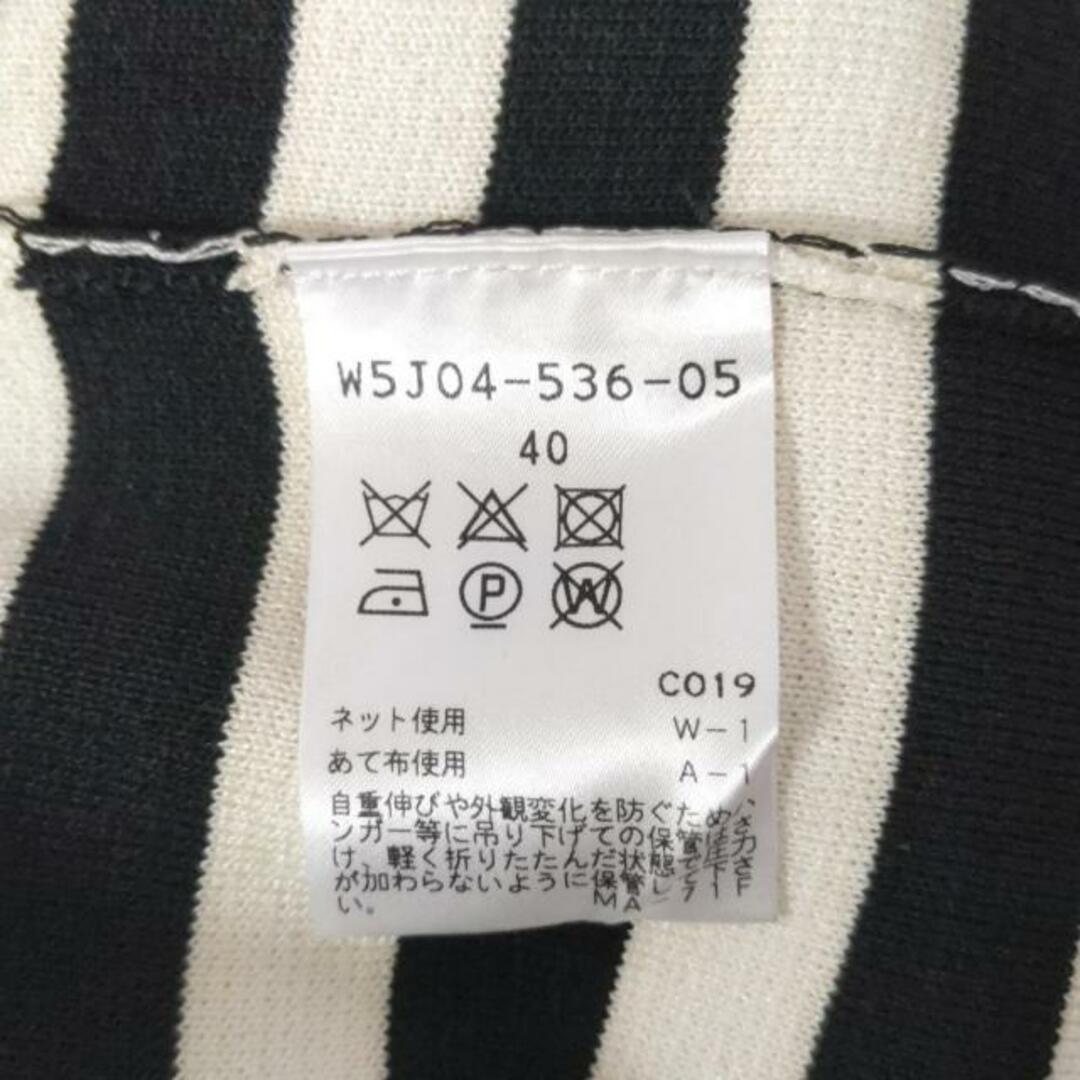 W5J04-536-05
40
P
W
C019
ネット使用
W-1
あて布使用
A-1
自重伸びや外観変化を防ぐため、
ンガー等に吊り下げての保管は
け、軽く折りたたんだ状態で
が加わらないように保管
い。
MA